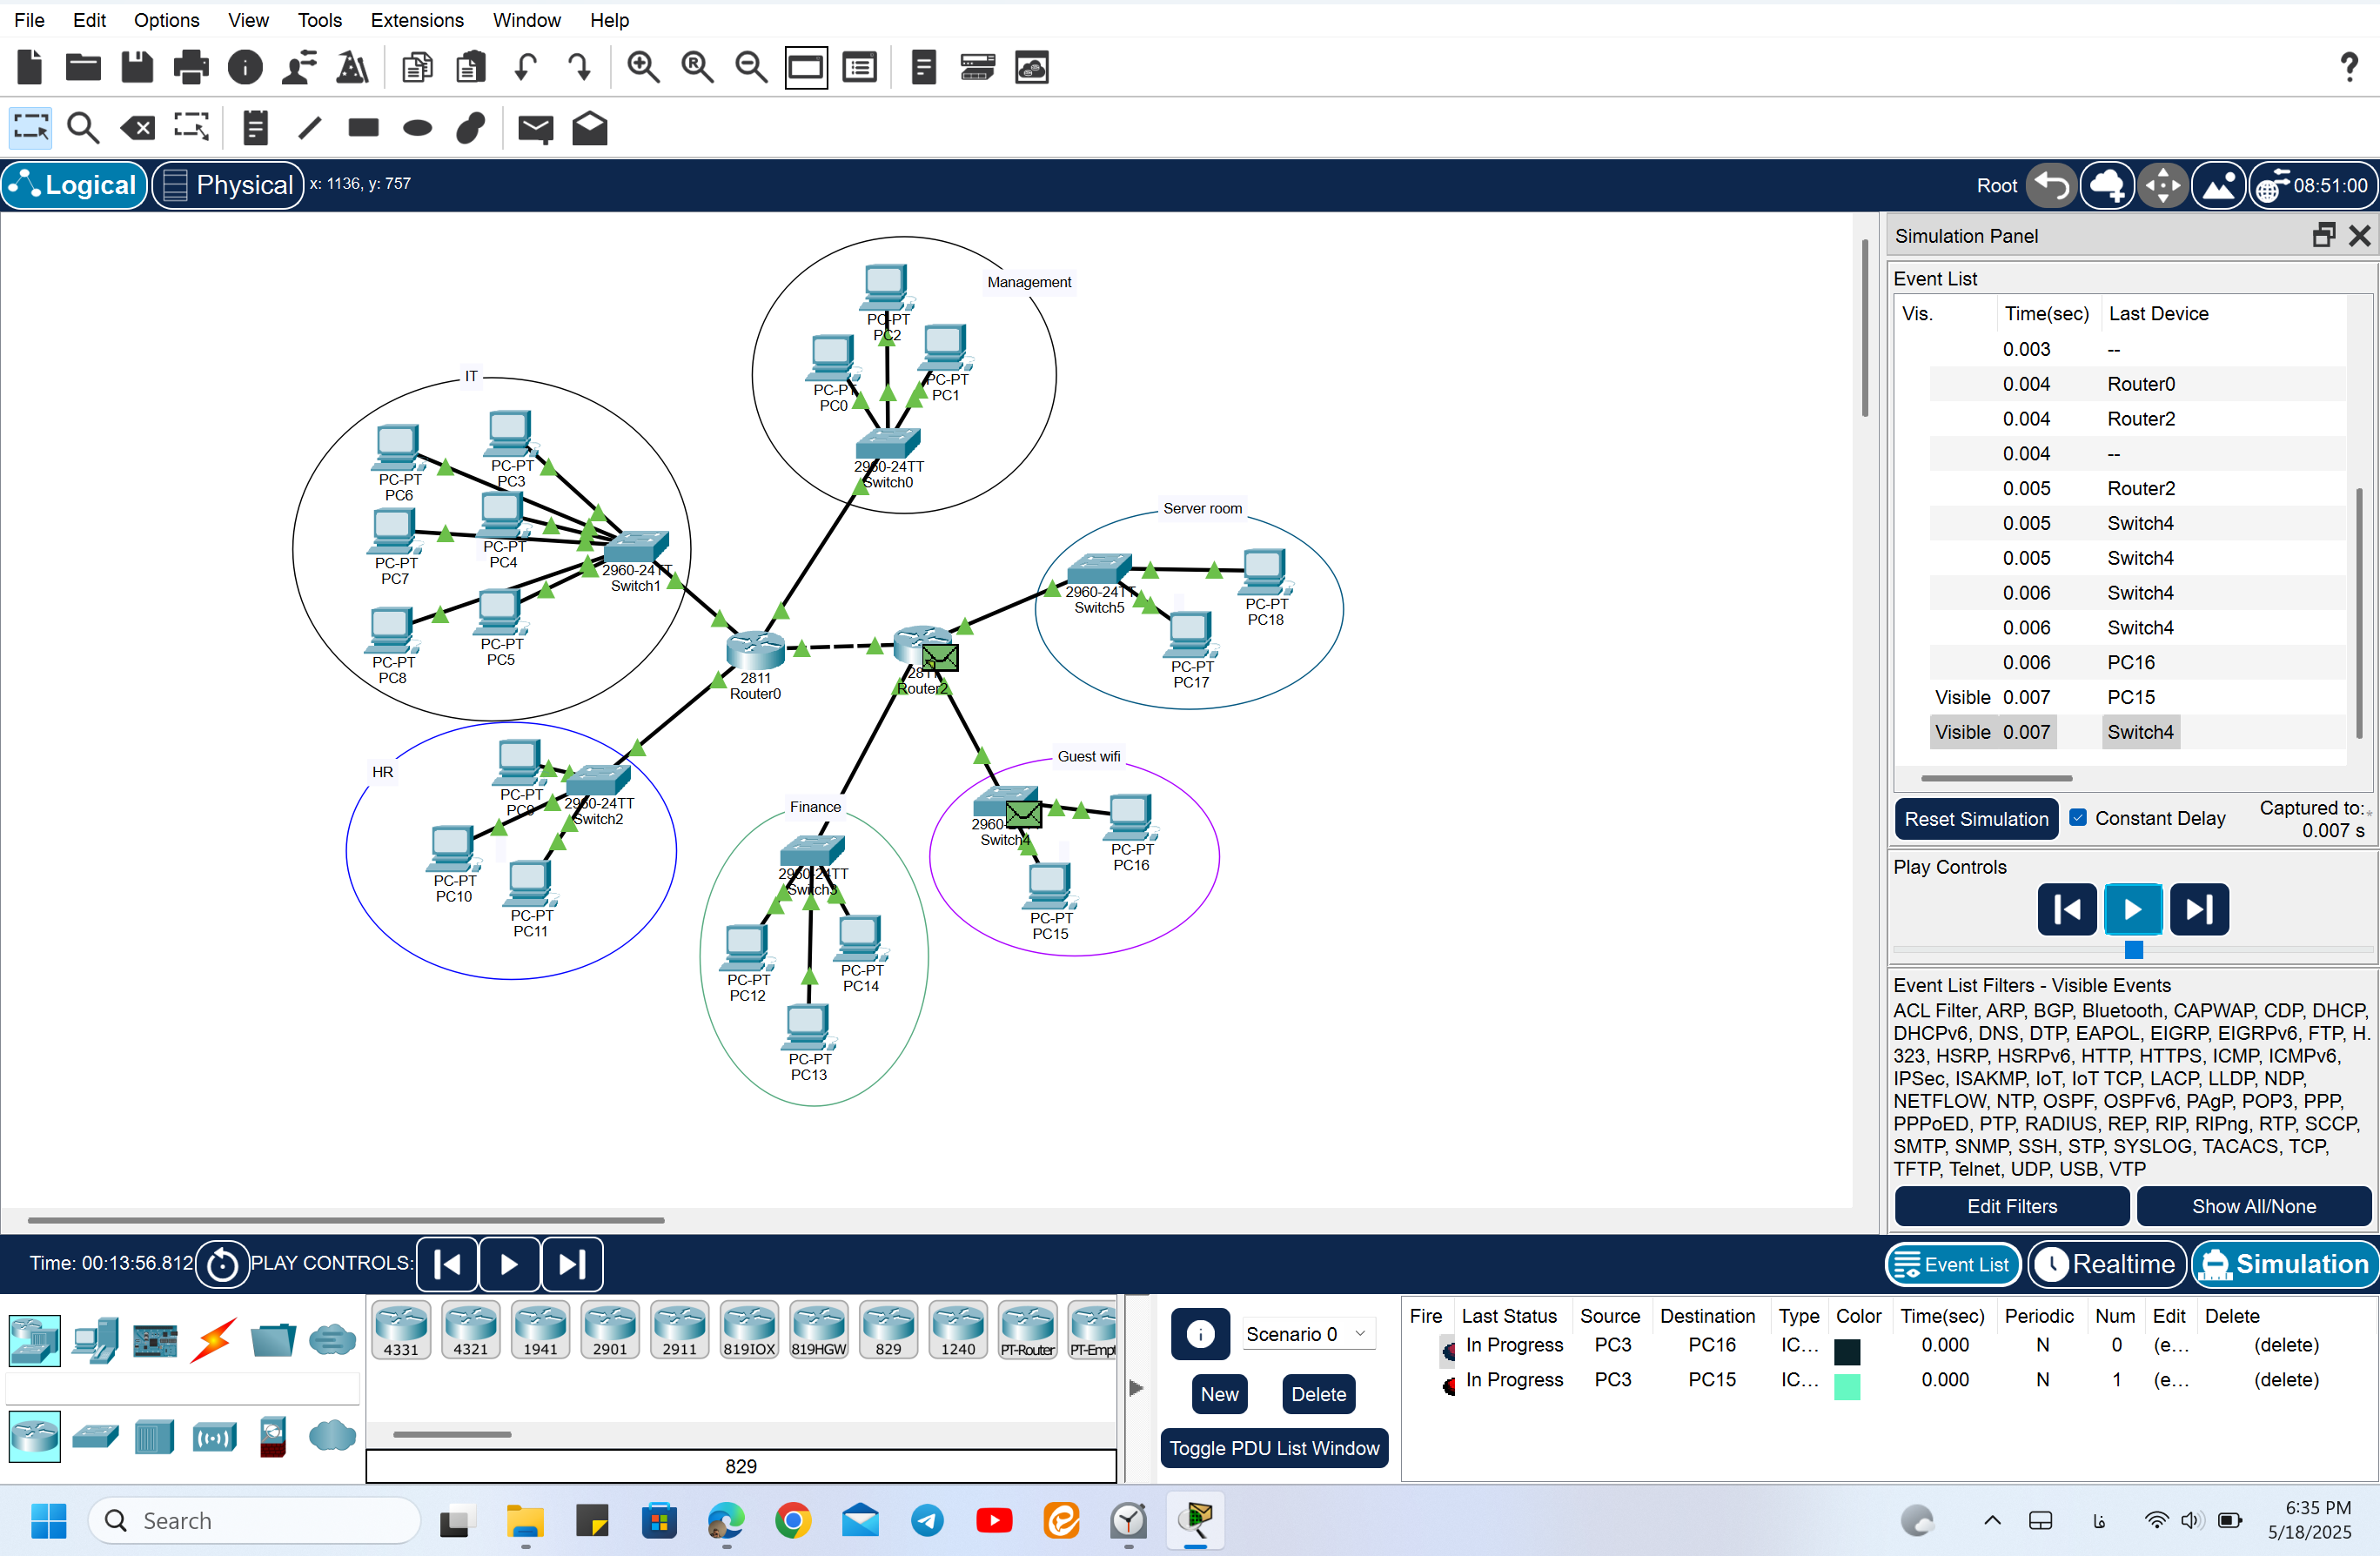 File Edit Options View Tools Extensions Window Help
Logical Physical x: 1136, y: 757 Root 08:51:00
Management
PC-PT
PC2
PC-PT
PC0
PC-PT
PC1
2960-24TT
Switch0
IT
PC-PT
PC6
PC-PT
PC3
PC-PT
PC7
PC-PT
PC4
2960-24TT
Switch1
PC-PT
PC8
PC-PT
PC5
Server room
2960-24TT
Switch5
PC-PT
PC18
PC-PT
PC17
2811
Router0
2811
Router2
HR
PC-PT
PC9
2960-24TT
Switch2
PC-PT
PC10
PC-PT
PC11
Finance
2960-24TT
Switch3
PC-PT
PC12
PC-PT
PC14
PC-PT
PC13
Guest wifi
2960-
Switch4
PC-PT
PC16
PC-PT
PC15
Simulation Panel
Event List
Vis. Time(sec) Last Device
0.003 --
0.004 Router0
0.004 Router2
0.004 --
0.005 Router2
0.005 Switch4
0.005 Switch4
0.006 Switch4
0.006 Switch4
0.006 PC16
Visible 0.007 PC15
Visible 0.007 Switch4
Reset Simulation Constant Delay Captured to:*
0.007 s
Play Controls
Event List Filters - Visible Events
ACL Filter, ARP, BGP, Bluetooth, CAPWAP, CDP, DHCP,
DHCPv6, DNS, DTP, EAPOL, EIGRP, EIGRPv6, FTP, H.
323, HSRP, HSRPv6, HTTP, HTTPS, ICMP, ICMPv6,
IPSec, ISAKMP, IoT, IoT TCP, LACP, LLDP, NDP,
NETFLOW, NTP, OSPF, OSPFv6, PAgP, POP3, PPP,
PPPoED, PTP, RADIUS, REP, RIP, RIPng, RTP, SCCP,
SMTP, SNMP, SSH, STP, SYSLOG, TACACS, TCP,
TFTP, Telnet, UDP, USB, VTP
Edit Filters Show All/None
Time: 00:13:56.812 PLAY CONTROLS: Event List Realtime Simulation
4331 4321 1941 2901 2911 819IOX 819HGW 829 1240 PT-Router PT-Empt
829
Scenario 0
New Delete
Toggle PDU List Window
Fire Last Status Source Destination Type Color Time(sec) Periodic Num Edit Delete
In Progress PC3 PC16 IC... 0.000 N 0 (e... (delete)
In Progress PC3 PC15 IC... 0.000 N 1 (e... (delete)
Search
فا
6:35 PM
5/18/2025